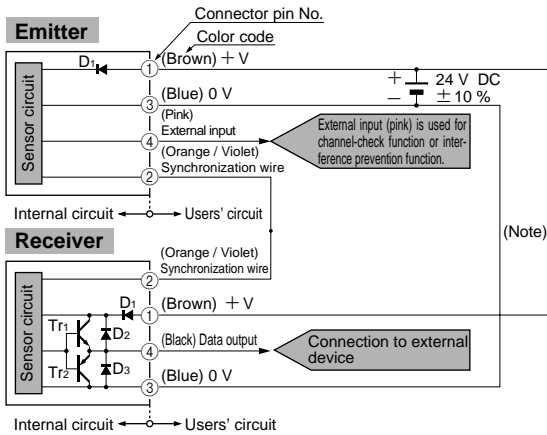 Connector pin No.
Emitter
Color code
D1
1
(Brown) + V
Sensor circuit
+
−
24 V DC
± 10 %
3
(Blue) 0 V
(Pink)
External input
4
External input (pink) is used for
channel-check function or inter-
ference prevention function.
(Orange / Violet)
Synchronization wire
2
Internal circuit
Users' circuit
(Note)
Receiver
(Orange / Violet)
2
Synchronization wire
Sensor circuit
D1
1
(Brown) + V
Tr1
D2
4
(Black) Data output
Connection to external
device
Tr2
D3
3
(Blue) 0 V
Internal circuit
Users' circuit